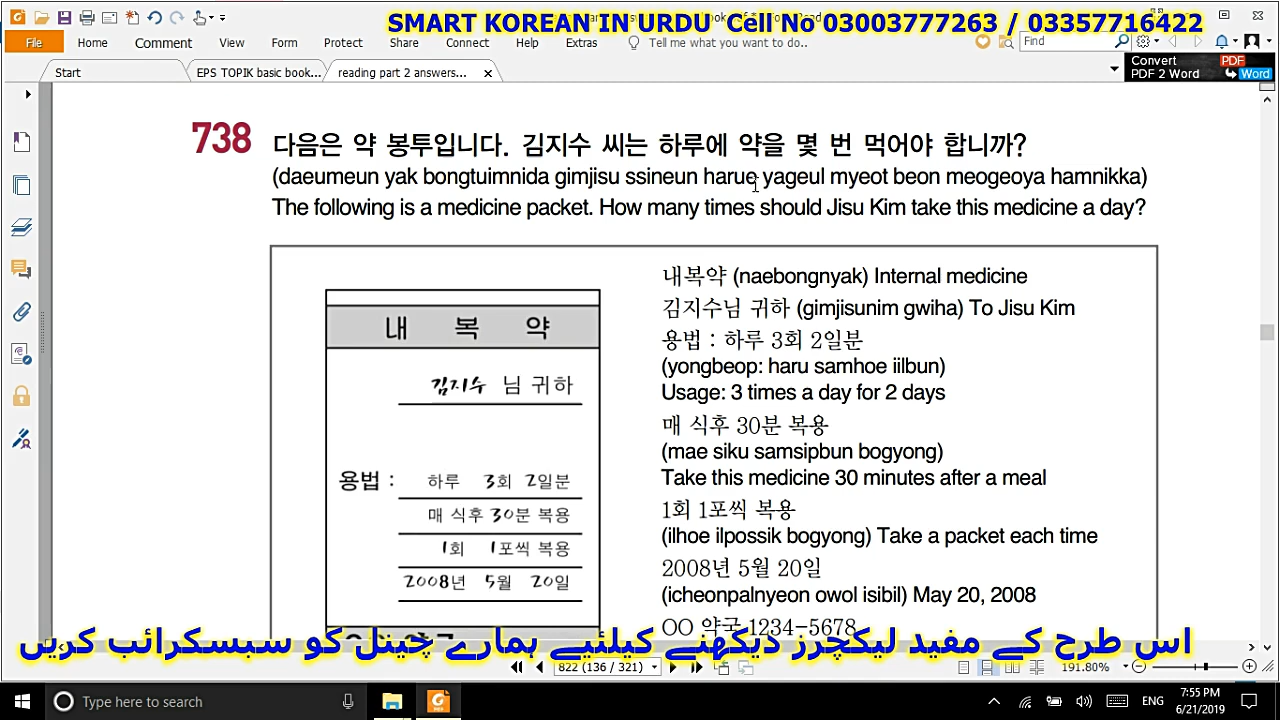 SMART KOREAN IN URDU Cell No 03003777263 / 03357716422
File Home Comment View Form Protect Share Connect Extras Tell me what you want to do.. Find
Start EPS TOPIK basic book... reading part 2 answers... Convert PDF 2 Word PDF Word
738 다음은 약 봉투입니다. 김지수 씨는 하루에 약을 몇 번 먹어야 합니까?
(daeumeun yak bongtuimnida gimjisu ssineun harue yageul myeot beon meogeoya hamnikka)
The following is a medicine packet. How many times should Jisu Kim take this medicine a day?
내 복 약
김지수 님 귀하
용법 : 하루 3회 2일분
매 식후 30분 복용
1회 1포씩 복용
2008년 5월 20일
내복약 (naebongnyak) Internal medicine
김지수님 귀하 (gimjisunim gwiha) To Jisu Kim
용법 : 하루 3회 2일분
(yongbeop: haru samhoe iilbun)
Usage: 3 times a day for 2 days
매 식후 30분 복용
(mae siku samsipbun bogyong)
Take this medicine 30 minutes after a meal
1회 1포씩 복용
(ilhoe ilpossik bogyong) Take a packet each time
2008년 5월 20일
(icheonpalnyeon owol isibil) May 20, 2008
OO 약국 1234-5678
اس طرح کے مفید لیکچرز دیکھنے کیلئیے ہمارے چینل کو سبسکرائب کریں
822 (136 / 321) 191.80%
Type here to search ENG 7:55 PM
6/21/2019